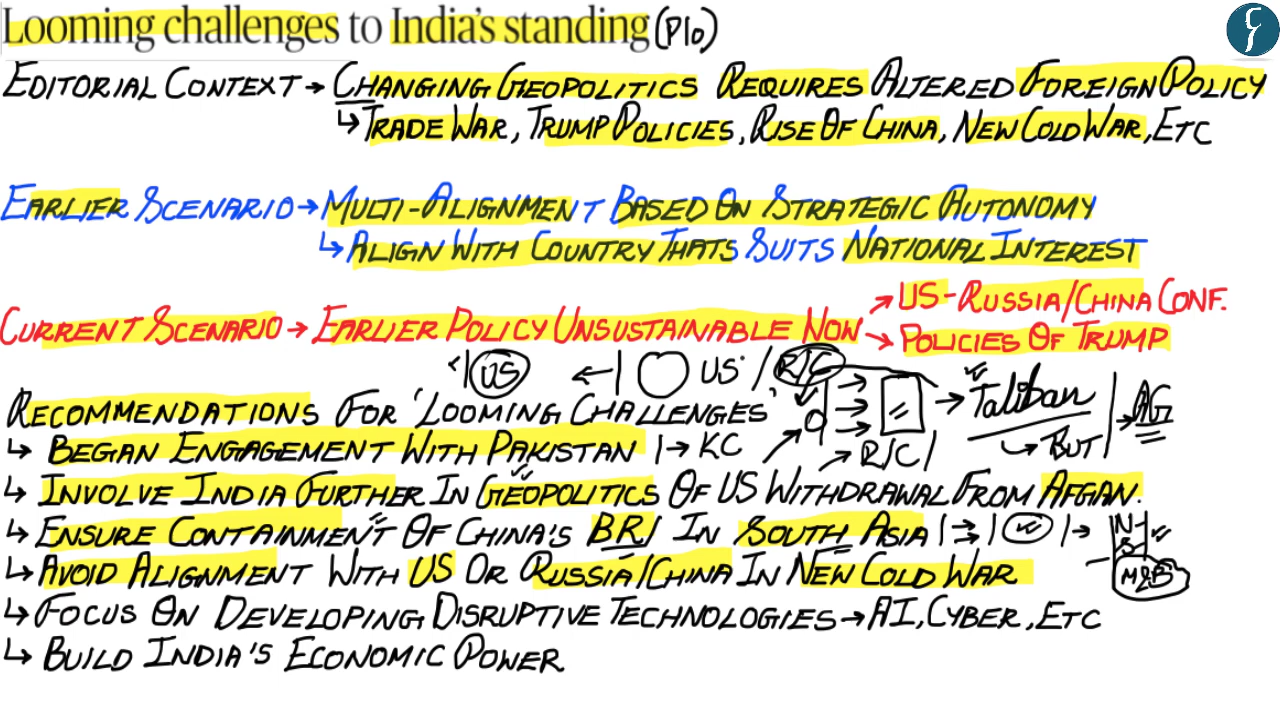 Looming challenges to India's standing (P10)
EDITORIAL CONTEXT → CHANGING GEOPOLITICS REQUIRES ALTERED FOREIGN POLICY
↳ TRADE WAR, TRUMP POLICIES, RISE OF CHINA, NEW COLD WAR, ETC
EARLIER SCENARIO → MULTI-ALIGNMENT BASED ON STRATEGIC AUTONOMY
↳ ALIGN WITH COUNTRY THATS SUITS NATIONAL INTEREST
CURRENT SCENARIO → EARLIER POLICY UNSUSTAINABLE NOW
→ US-RUSSIA/CHINA CONF.
→ POLICIES OF TRUMP
US ← US / R/C
RECOMMENDATIONS FOR 'LOOMING CHALLENGES'
→ Taliban → AG
↳ BEGAN ENGAGEMENT WITH PAKISTAN | → KC
→ R/C |
→ BUT
↳ INVOLVE INDIA FURTHER IN GEOPOLITICS OF US WITHDRAWAL FROM AFGAN.
↳ ENSURE CONTAINMENT OF CHINA'S BRI IN SOUTH ASIA
N
S
M&B
↳ AVOID ALIGNMENT WITH US OR RUSSIA/CHINA IN NEW COLD WAR
↳ FOCUS ON DEVELOPING DISRUPTIVE TECHNOLOGIES → AI, CYBER, ETC
↳ BUILD INDIA'S ECONOMIC POWER